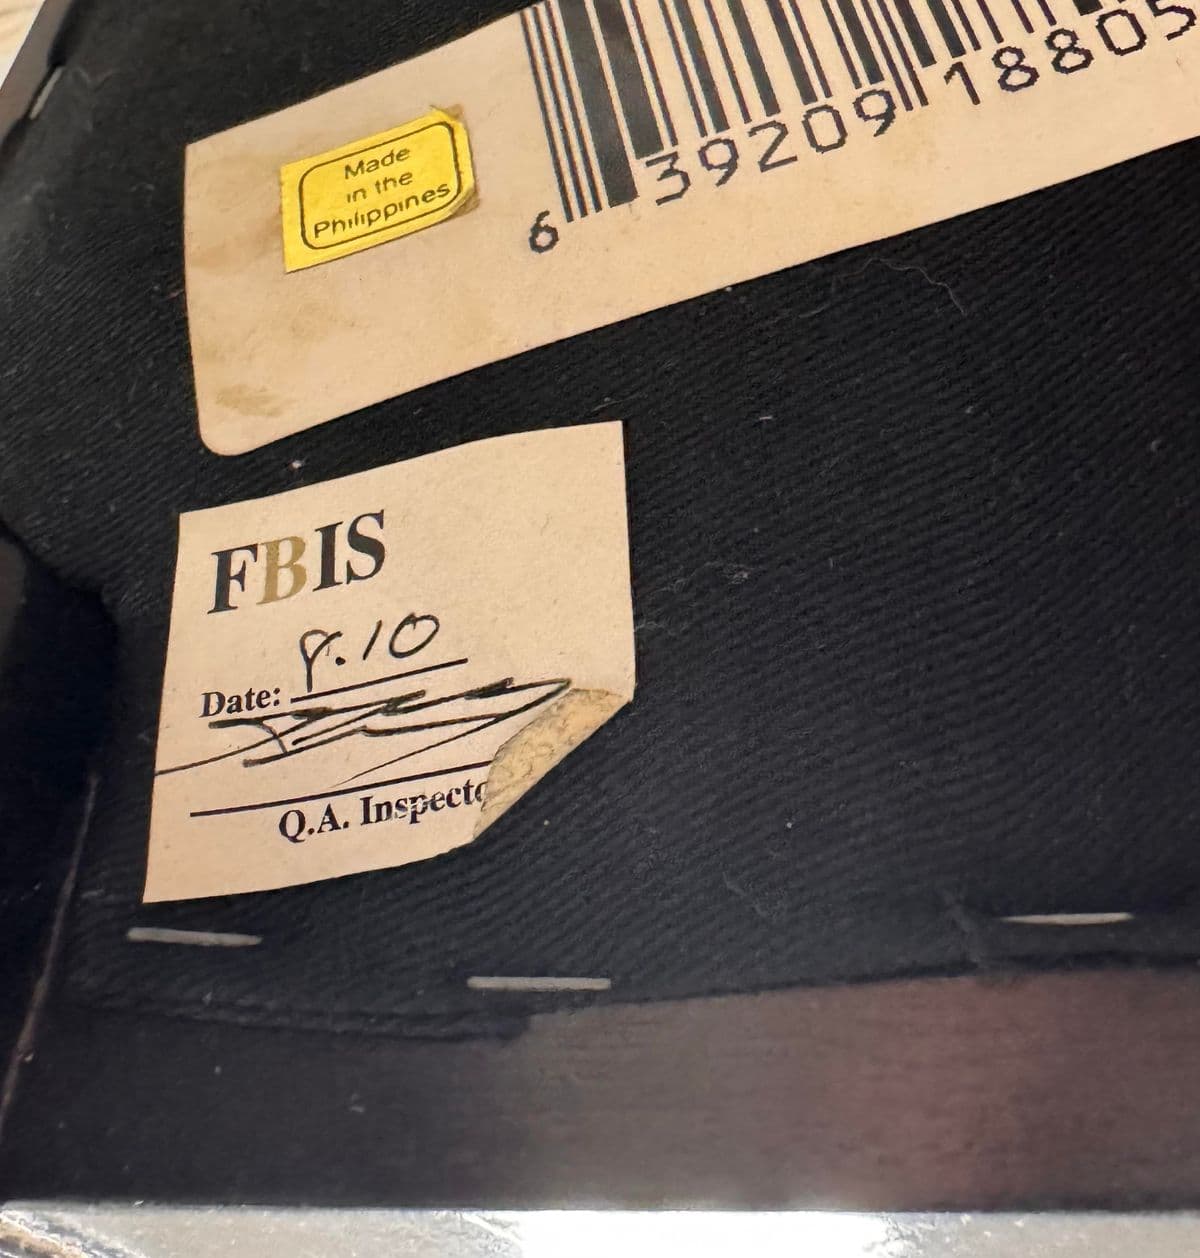 Made
in the
Philippines
6 39209 18805
FBIS
Date: 8.10
Q.A. Inspecto